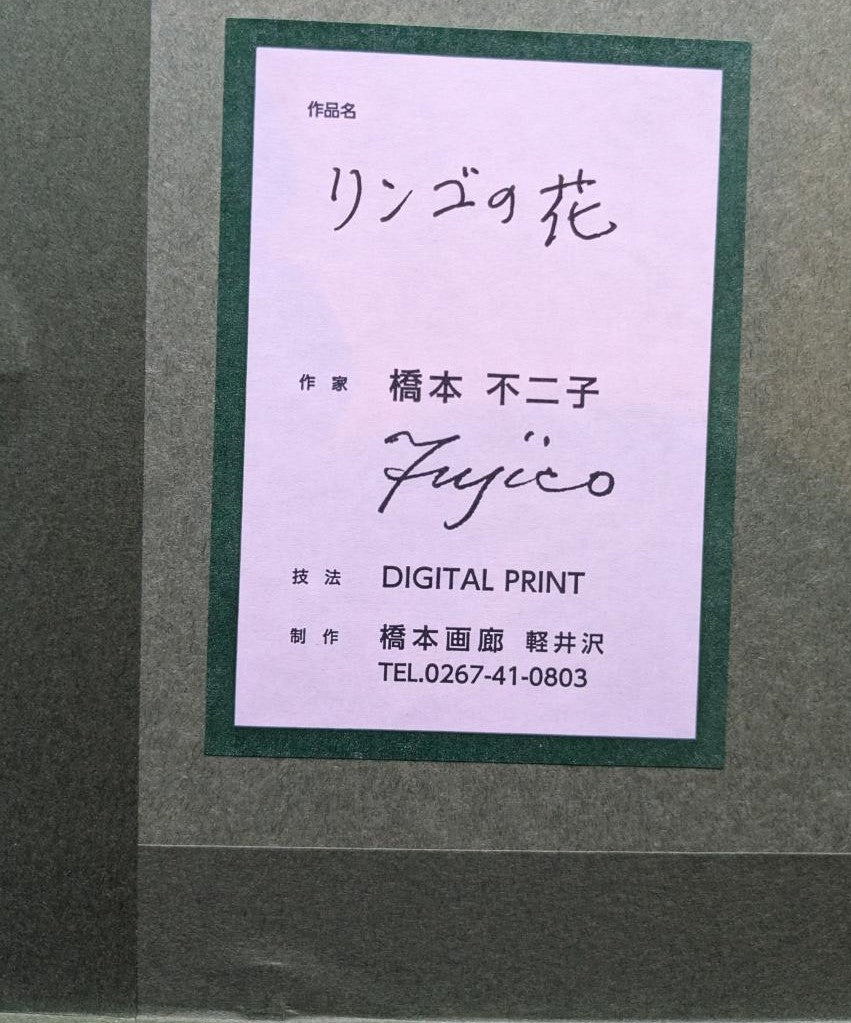 作品名
リンゴの花
作家 橋本 不二子
Fujico
技法 DIGITAL PRINT
制作 橋本画廊 軽井沢
TEL.0267-41-0803